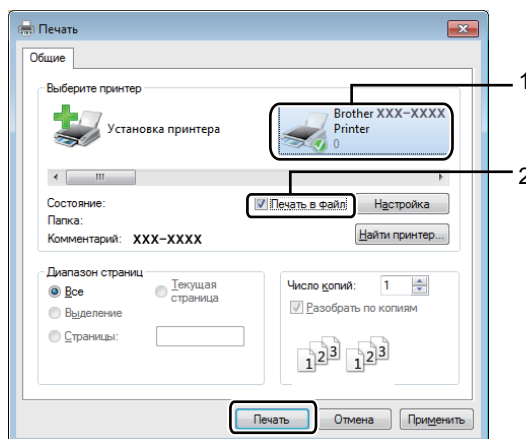 Печать
Общие
Выберите принтер
Установка принтера
Brother XXX-XXXX
Printer
0
1
2
Состояние:
Папка:
Комментарий: XXX-XXXX
Печать в файл
Настройка
Найти принтер...
Диапазон страниц
Все
Текущая
страница
Выделение
Страницы:
Число копий: 1
Разобрать по копиям
1 2 3 1 2 3
Печать
Отмена
Применить